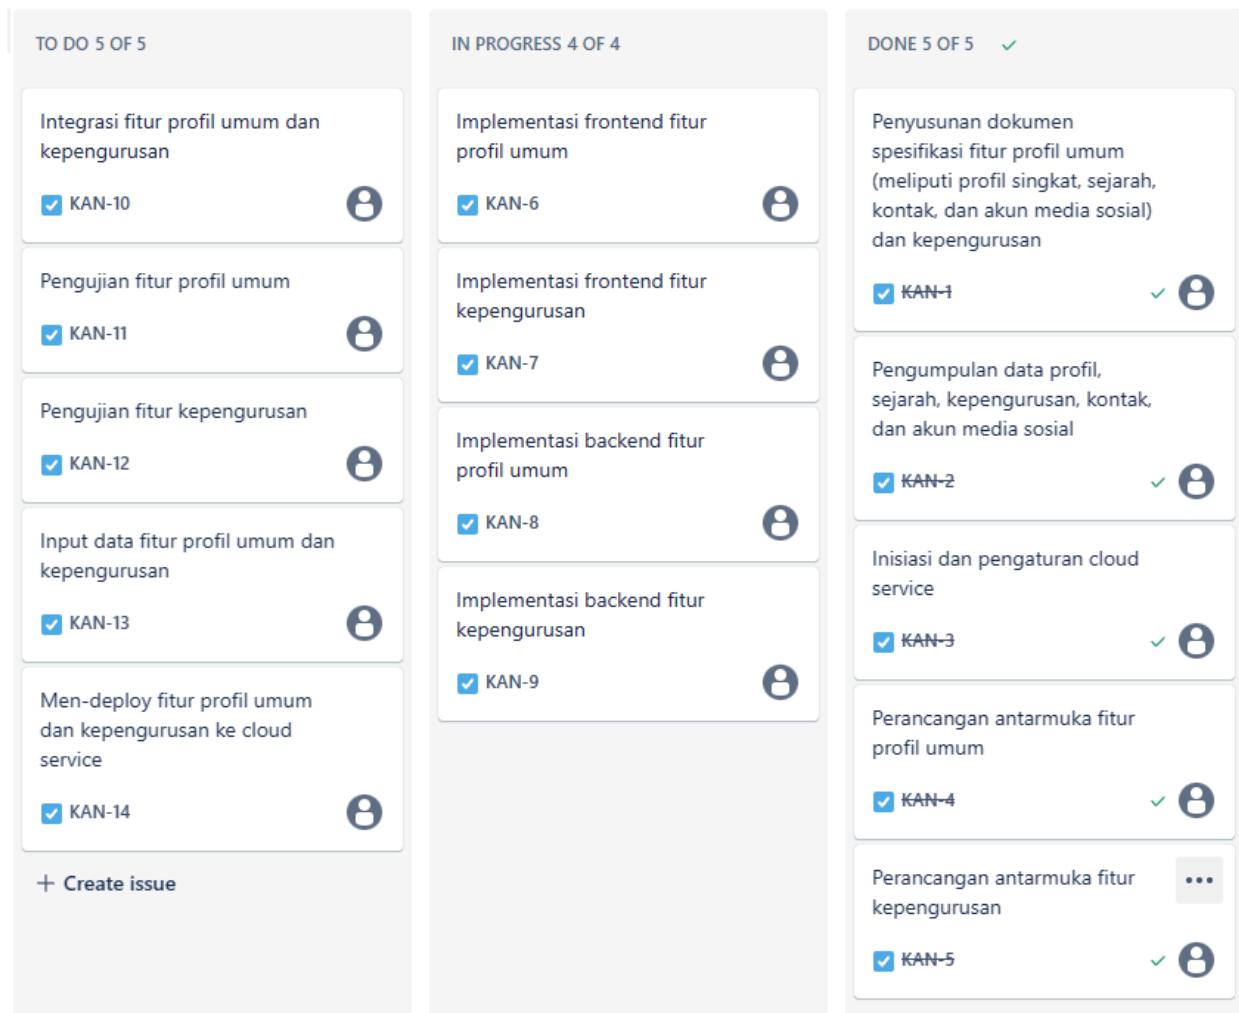 TO DO 5 OF 5
Integrasi fitur profil umum dan
kepengurusan
KAN-10
Pengujian fitur profil umum
KAN-11
Pengujian fitur kepengurusan
KAN-12
Input data fitur profil umum dan
kepengurusan
KAN-13
Men-deploy fitur profil umum
dan kepengurusan ke cloud
service
KAN-14
+ Create issue
IN PROGRESS 4 OF 4
Implementasi frontend fitur
profil umum
KAN-6
Implementasi frontend fitur
kepengurusan
KAN-7
Implementasi backend fitur
profil umum
KAN-8
Implementasi backend fitur
kepengurusan
KAN-9
DONE 5 OF 5
Penyusunan dokumen
spesifikasi fitur profil umum
(meliputi profil singkat, sejarah,
kontak, dan akun media sosial)
dan kepengurusan
KAN-1
Pengumpulan data profil,
sejarah, kepengurusan, kontak,
dan akun media sosial
KAN-2
Inisiasi dan pengaturan cloud
service
KAN-3
Perancangan antarmuka fitur
profil umum
KAN-4
Perancangan antarmuka fitur
kepengurusan
KAN-5